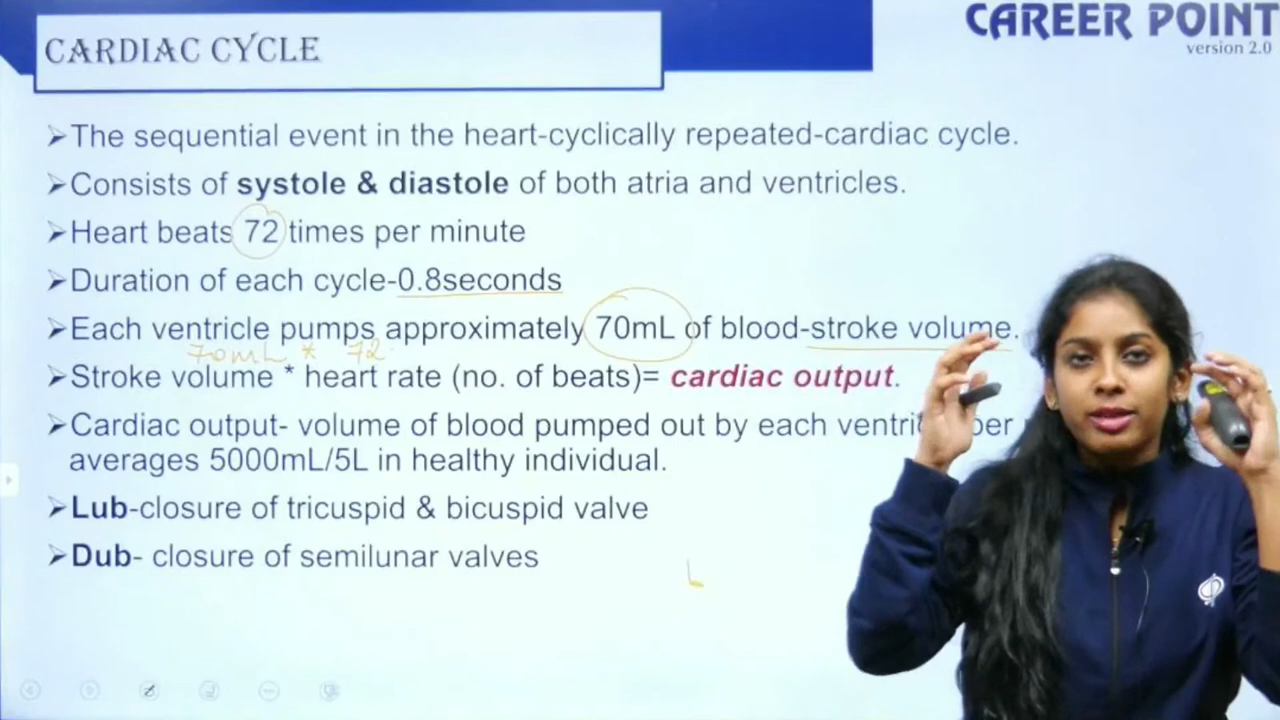 CAREER POINT
version 2.0
CARDIAC CYCLE
➢The sequential event in the heart-cyclically repeated-cardiac cycle.
➢Consists of systole & diastole of both atria and ventricles.
➢Heart beats 72 times per minute
➢Duration of each cycle-0.8seconds
➢Each ventricle pumps approximately 70mL of blood-stroke volume.
70mL * 72
➢Stroke volume * heart rate (no. of beats)= cardiac output.
➢Cardiac output- volume of blood pumped out by each per
averages 5000mL/5L in healthy individual.
➢Lub-closure of tricuspid & bicuspid valve
➢Dub- closure of semilunar valves
L